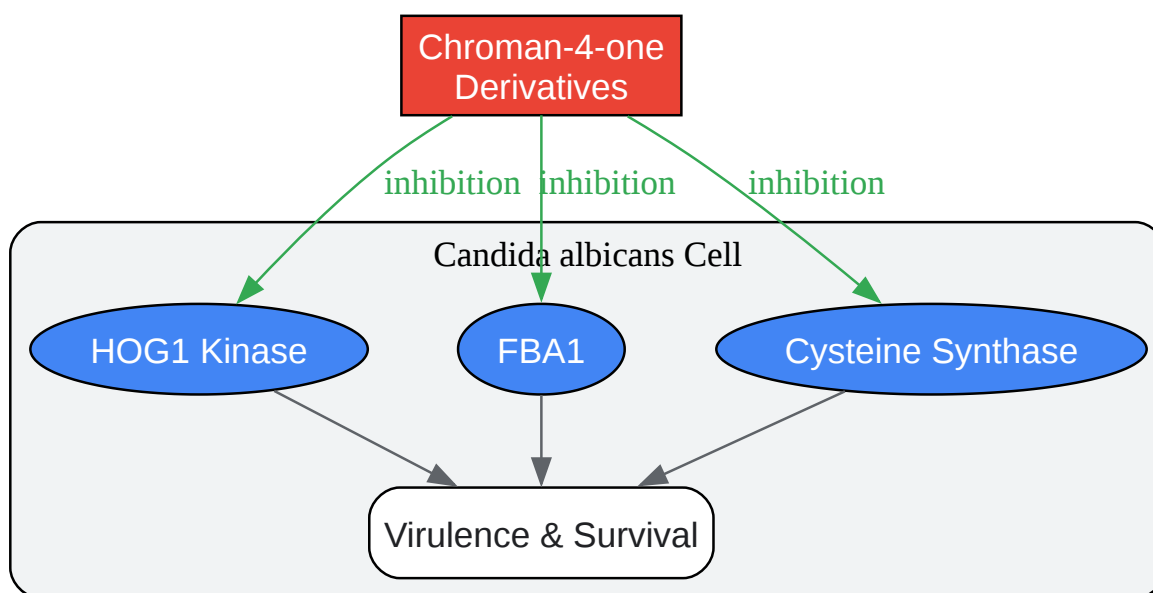 Chroman-4-one
Derivatives
inhibition
inhibition
inhibition
Candida albicans Cell
HOG1 Kinase
FBA1
Cysteine Synthase
Virulence & Survival